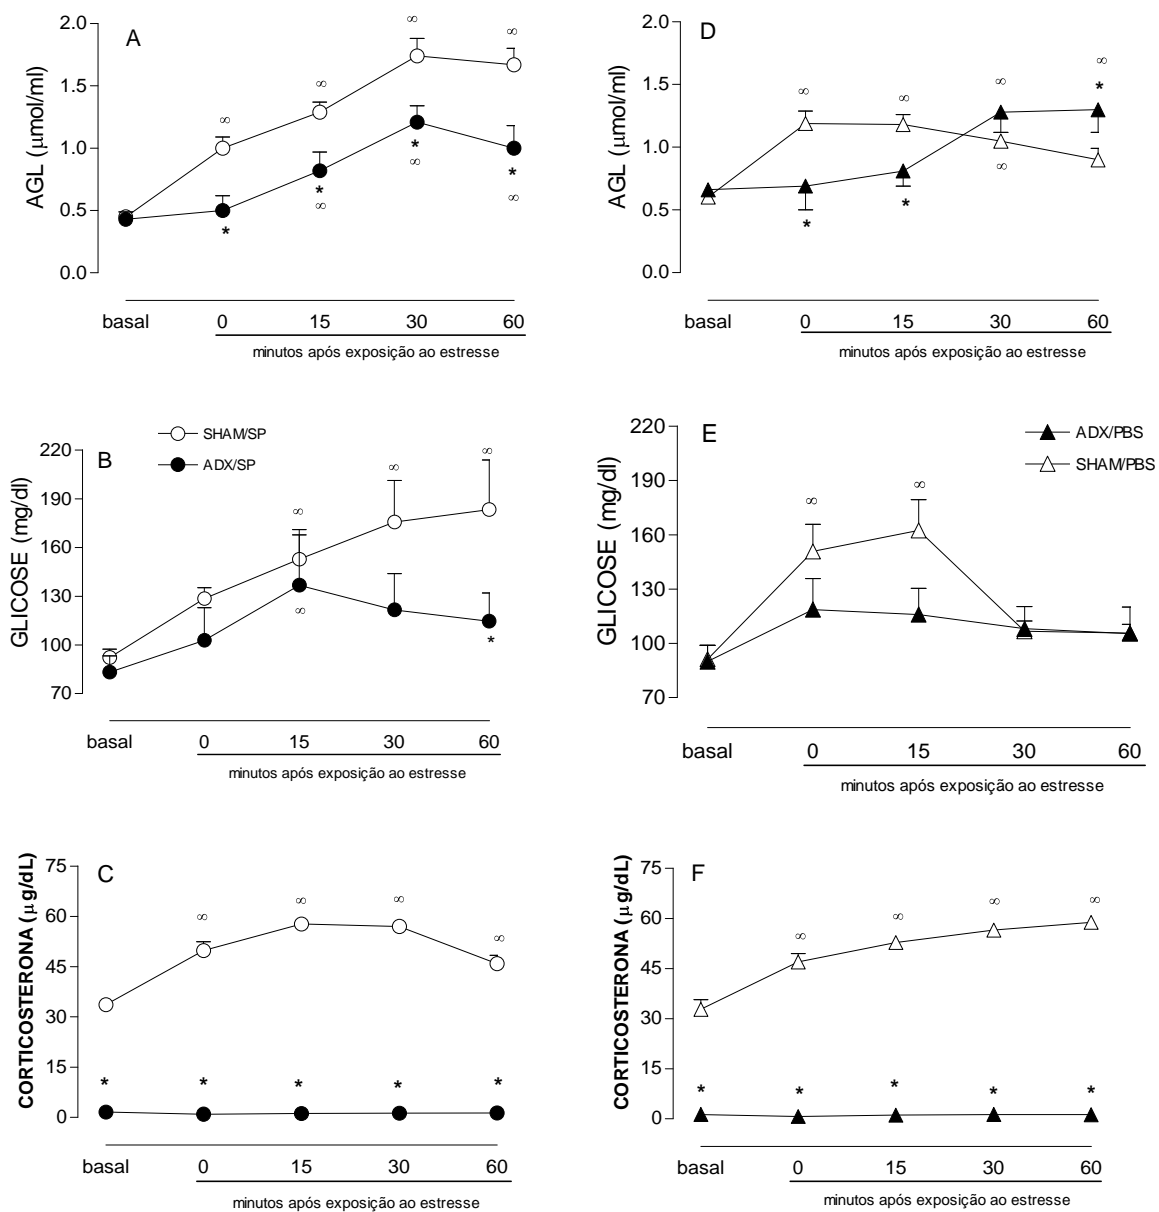 A
AGL (μmol/ml)
2.0
1.5
1.0
0.5
0.0
∞
∞
∞
∞
*
*
∞
*
∞
*
∞
basal 0 15 30 60
minutos após exposição ao estresse
D
AGL (μmol/ml)
2.0
1.5
1.0
0.5
0.0
∞
∞
∞
∞
*
*
*
∞
basal 0 15 30 60
minutos após exposição ao estresse
B
SHAM/SP
ADX/SP
GLICOSE (mg/dl)
220
190
160
130
100
70
∞
∞
∞
∞
*
basal 0 15 30 60
minutos após exposição ao estresse
E
ADX/PBS
SHAM/PBS
GLICOSE (mg/dl)
220
190
160
130
100
70
∞
∞
basal 0 15 30 60
minutos após exposição ao estresse
C
CORTICOSTERONA (μg/dL)
75
60
45
30
15
0
∞
∞
∞
∞
* * * * *
basal 0 15 30 60
minutos após exposição ao estresse
F
CORTICOSTERONA (μg/dL)
75
60
45
30
15
0
∞
∞
∞
∞
* * * * *
basal 0 15 30 60
minutos após exposição ao estresse